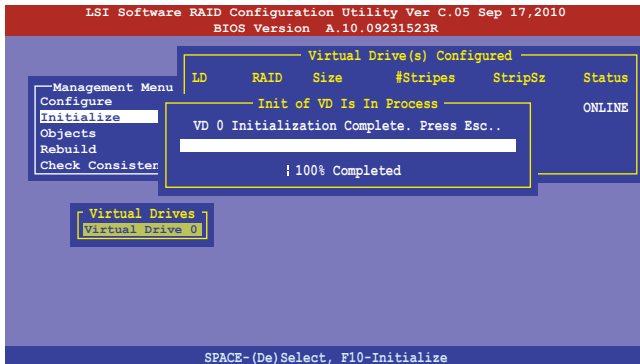 LSI Software RAID Configuration Utility Ver C.05 Sep 17,2010
BIOS Version A.10.09231523R
Virtual Drive(s) Configured
LD RAID Size #Stripes StripSz Status
ONLINE
Management Menu
Configure
Initialize
Objects
Rebuild
Check Consisten
Init of VD Is In Process
VD 0 Initialization Complete. Press Esc..
100% Completed
Virtual Drives
Virtual Drive 0
SPACE-(De)Select, F10-Initialize